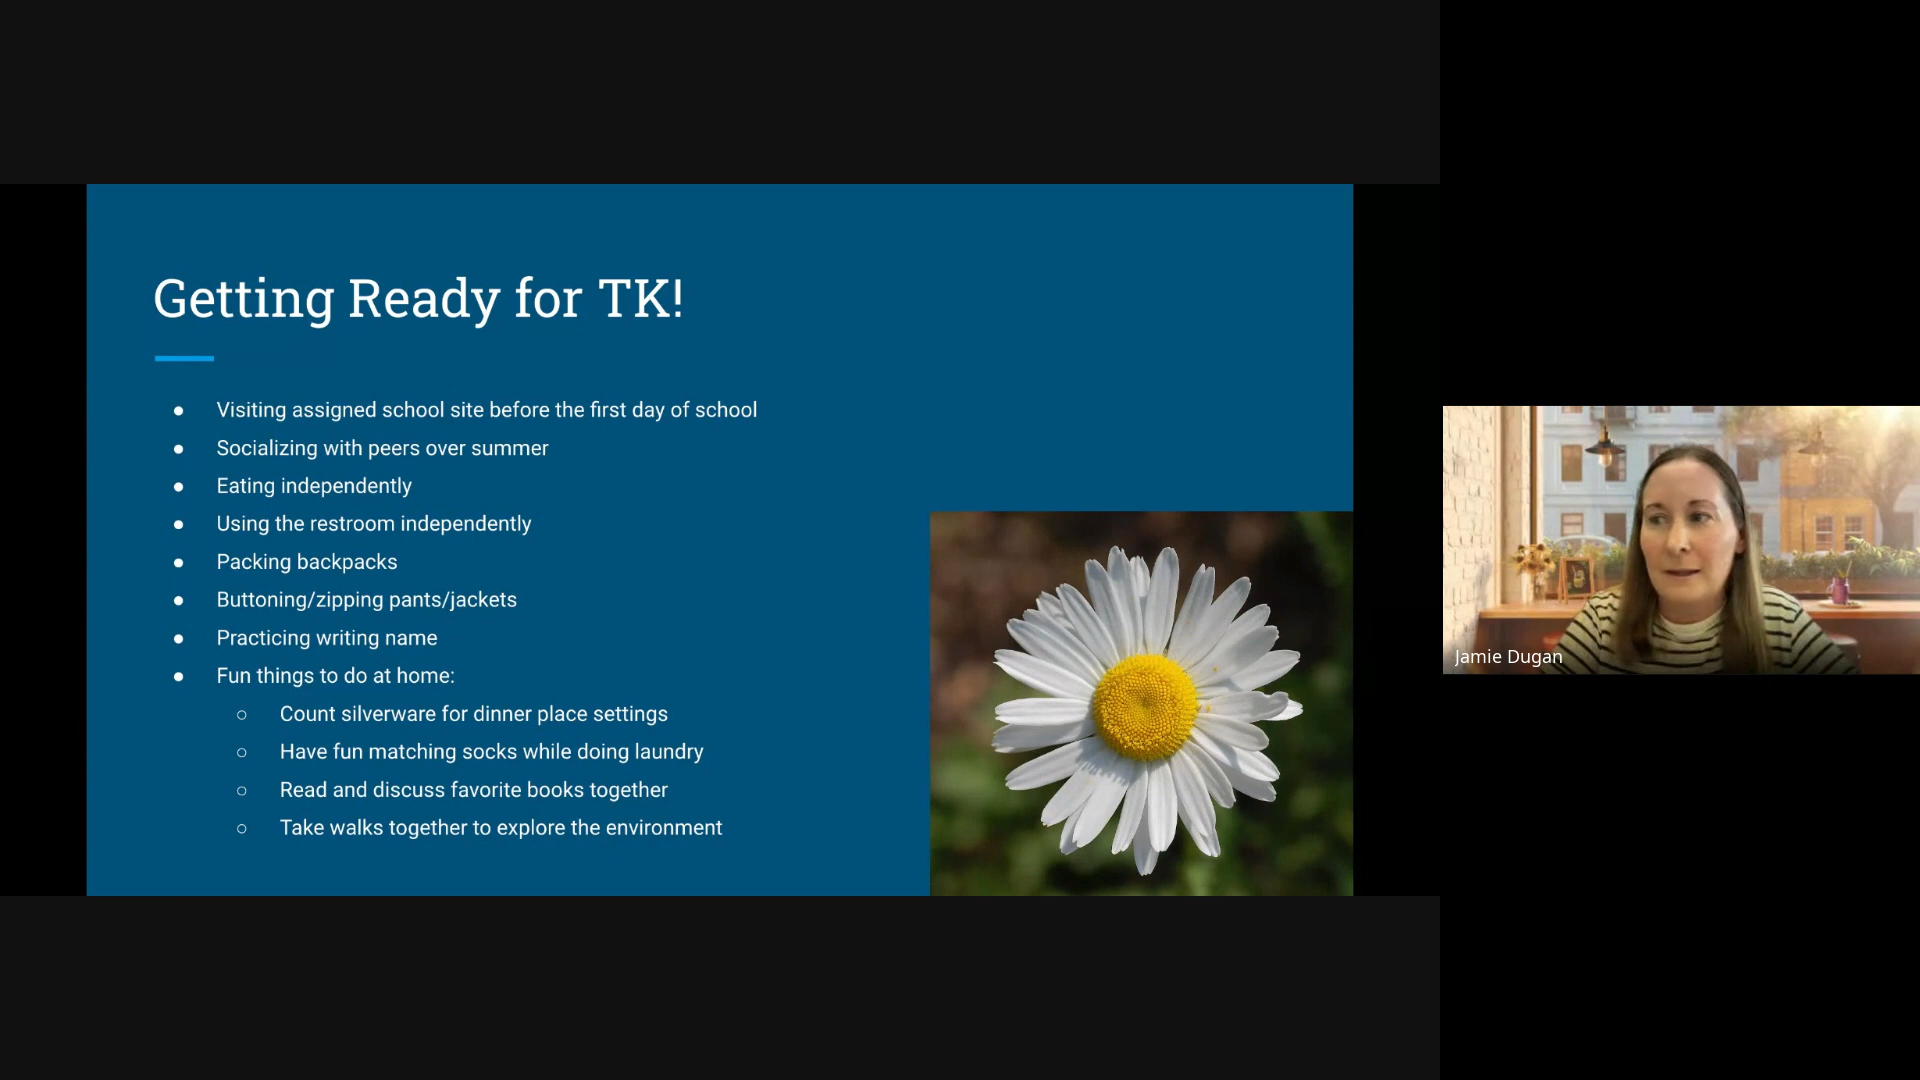 Getting Ready for TK!
● Visiting assigned school site before the first day of school
● Socializing with peers over summer
● Eating independently
● Using the restroom independently
● Packing backpacks
● Buttoning/zipping pants/jackets
● Practicing writing name
● Fun things to do at home:
○ Count silverware for dinner place settings
○ Have fun matching socks while doing laundry
○ Read and discuss favorite books together
○ Take walks together to explore the environment
Jamie Dugan